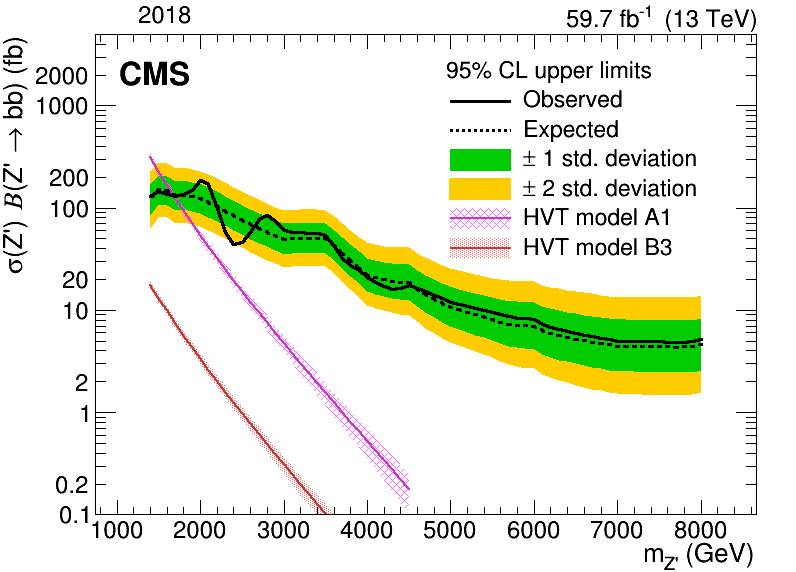 2018
59.7 fb⁻¹ (13 TeV)
CMS
95% CL upper limits
Observed
Expected
± 1 std. deviation
± 2 std. deviation
HVT model A1
HVT model B3
σ(Z') B(Z' → bb) (fb)
2000
1000
200
100
20
10
2
1
0.2
0.1
1000 2000 3000 4000 5000 6000 7000 8000
m_Z' (GeV)